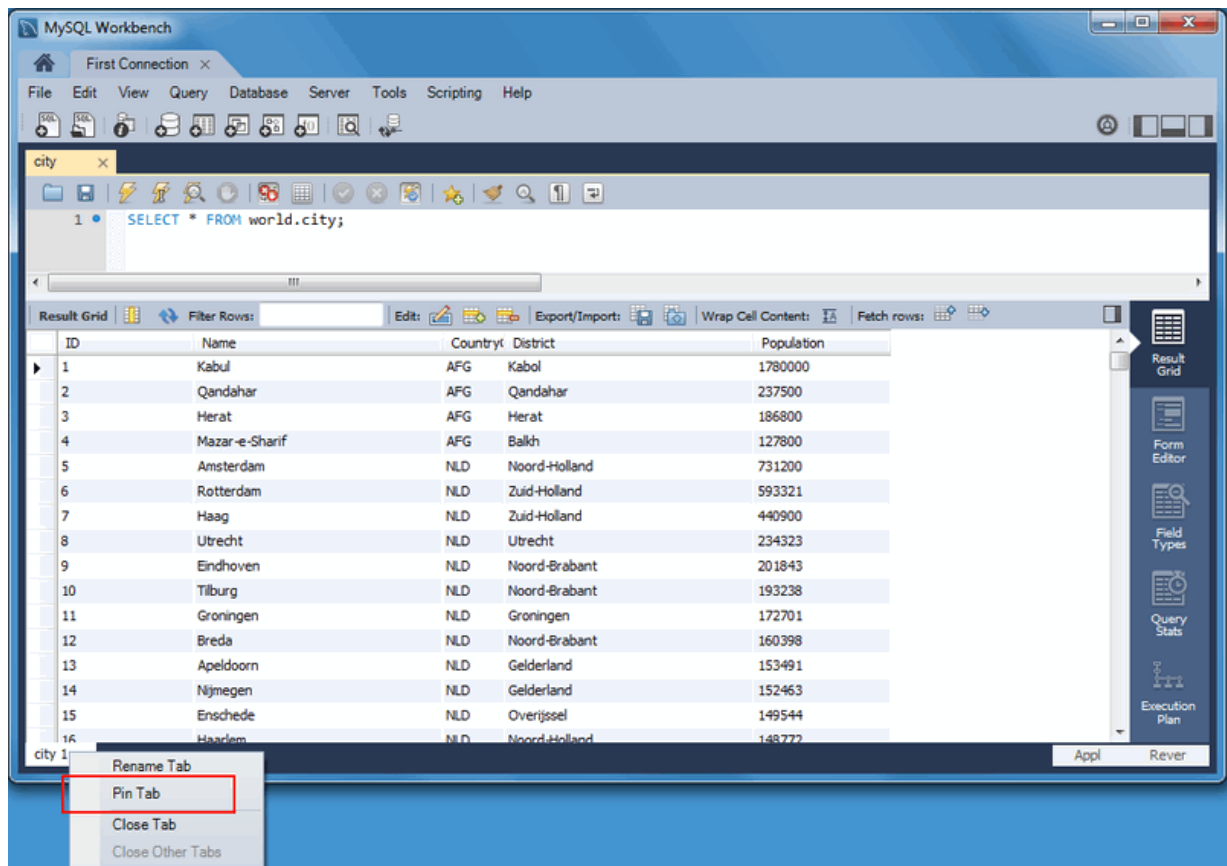 MySQL Workbench
First Connection
File Edit View Query Database Server Tools Scripting Help
city
1 SELECT * FROM world.city;
Result Grid Filter Rows: Edit: Export/Import: Wrap Cell Content: Fetch rows:
ID Name Country( District Population
1 Kabul AFG Kabol 1780000
2 Qandahar AFG Qandahar 237500
3 Herat AFG Herat 186800
4 Mazar-e-Sharif AFG Balkh 127800
5 Amsterdam NLD Noord-Holland 731200
6 Rotterdam NLD Zuid-Holland 593321
7 Haag NLD Zuid-Holland 440900
8 Utrecht NLD Utrecht 234323
9 Eindhoven NLD Noord-Brabant 201843
10 Tilburg NLD Noord-Brabant 193238
11 Groningen NLD Groningen 172701
12 Breda NLD Noord-Brabant 160398
13 Apeldoorn NLD Gelderland 153491
14 Nijmegen NLD Gelderland 152463
15 Enschede NLD Overijssel 149544
16 Haarlem NLD Noord-Holland 148772
Result
Grid
Form
Editor
Field
Types
Query
Stats
Execution
Plan
city 1
Appl Rever
Rename Tab
Pin Tab
Close Tab
Close Other Tabs